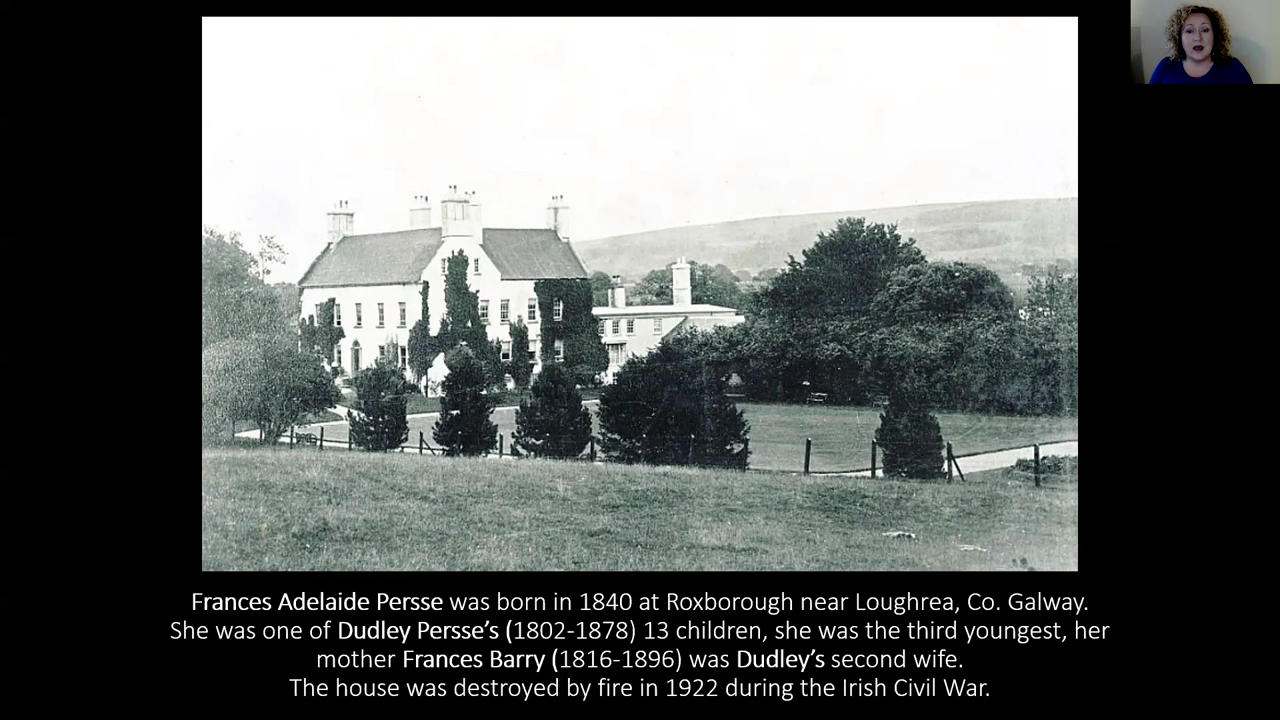 Frances Adelaide Persse was born in 1840 at Roxborough near Loughrea, Co. Galway.
She was one of Dudley Persse’s (1802-1878) 13 children, she was the third youngest, her
mother Frances Barry (1816-1896) was Dudley’s second wife.
The house was destroyed by fire in 1922 during the Irish Civil War.